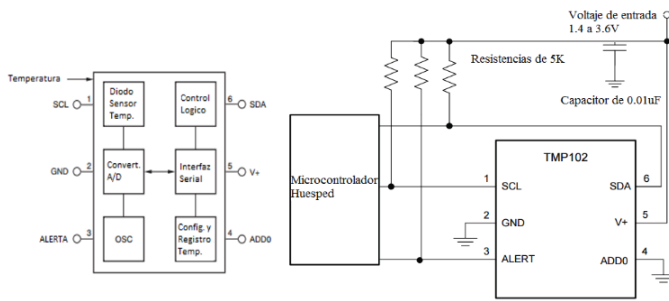 Temperatura
SCL
1
GND
2
ALERTA
3
Diodo
Sensor
Temp.
Control
Logico
Convert.
A/D
Interfaz
Serial
OSC
Config. y
Registro
Temp.
6
SDA
5
V+
4
ADD0
Voltaje de entrada
1.4 a 3.6V
Resistencias de 5K
Capacitor de 0.01uF
Microcontrolador
Huesped
TMP102
1
SCL
2
GND
3
ALERT
SDA
6
V+
5
ADD0
4